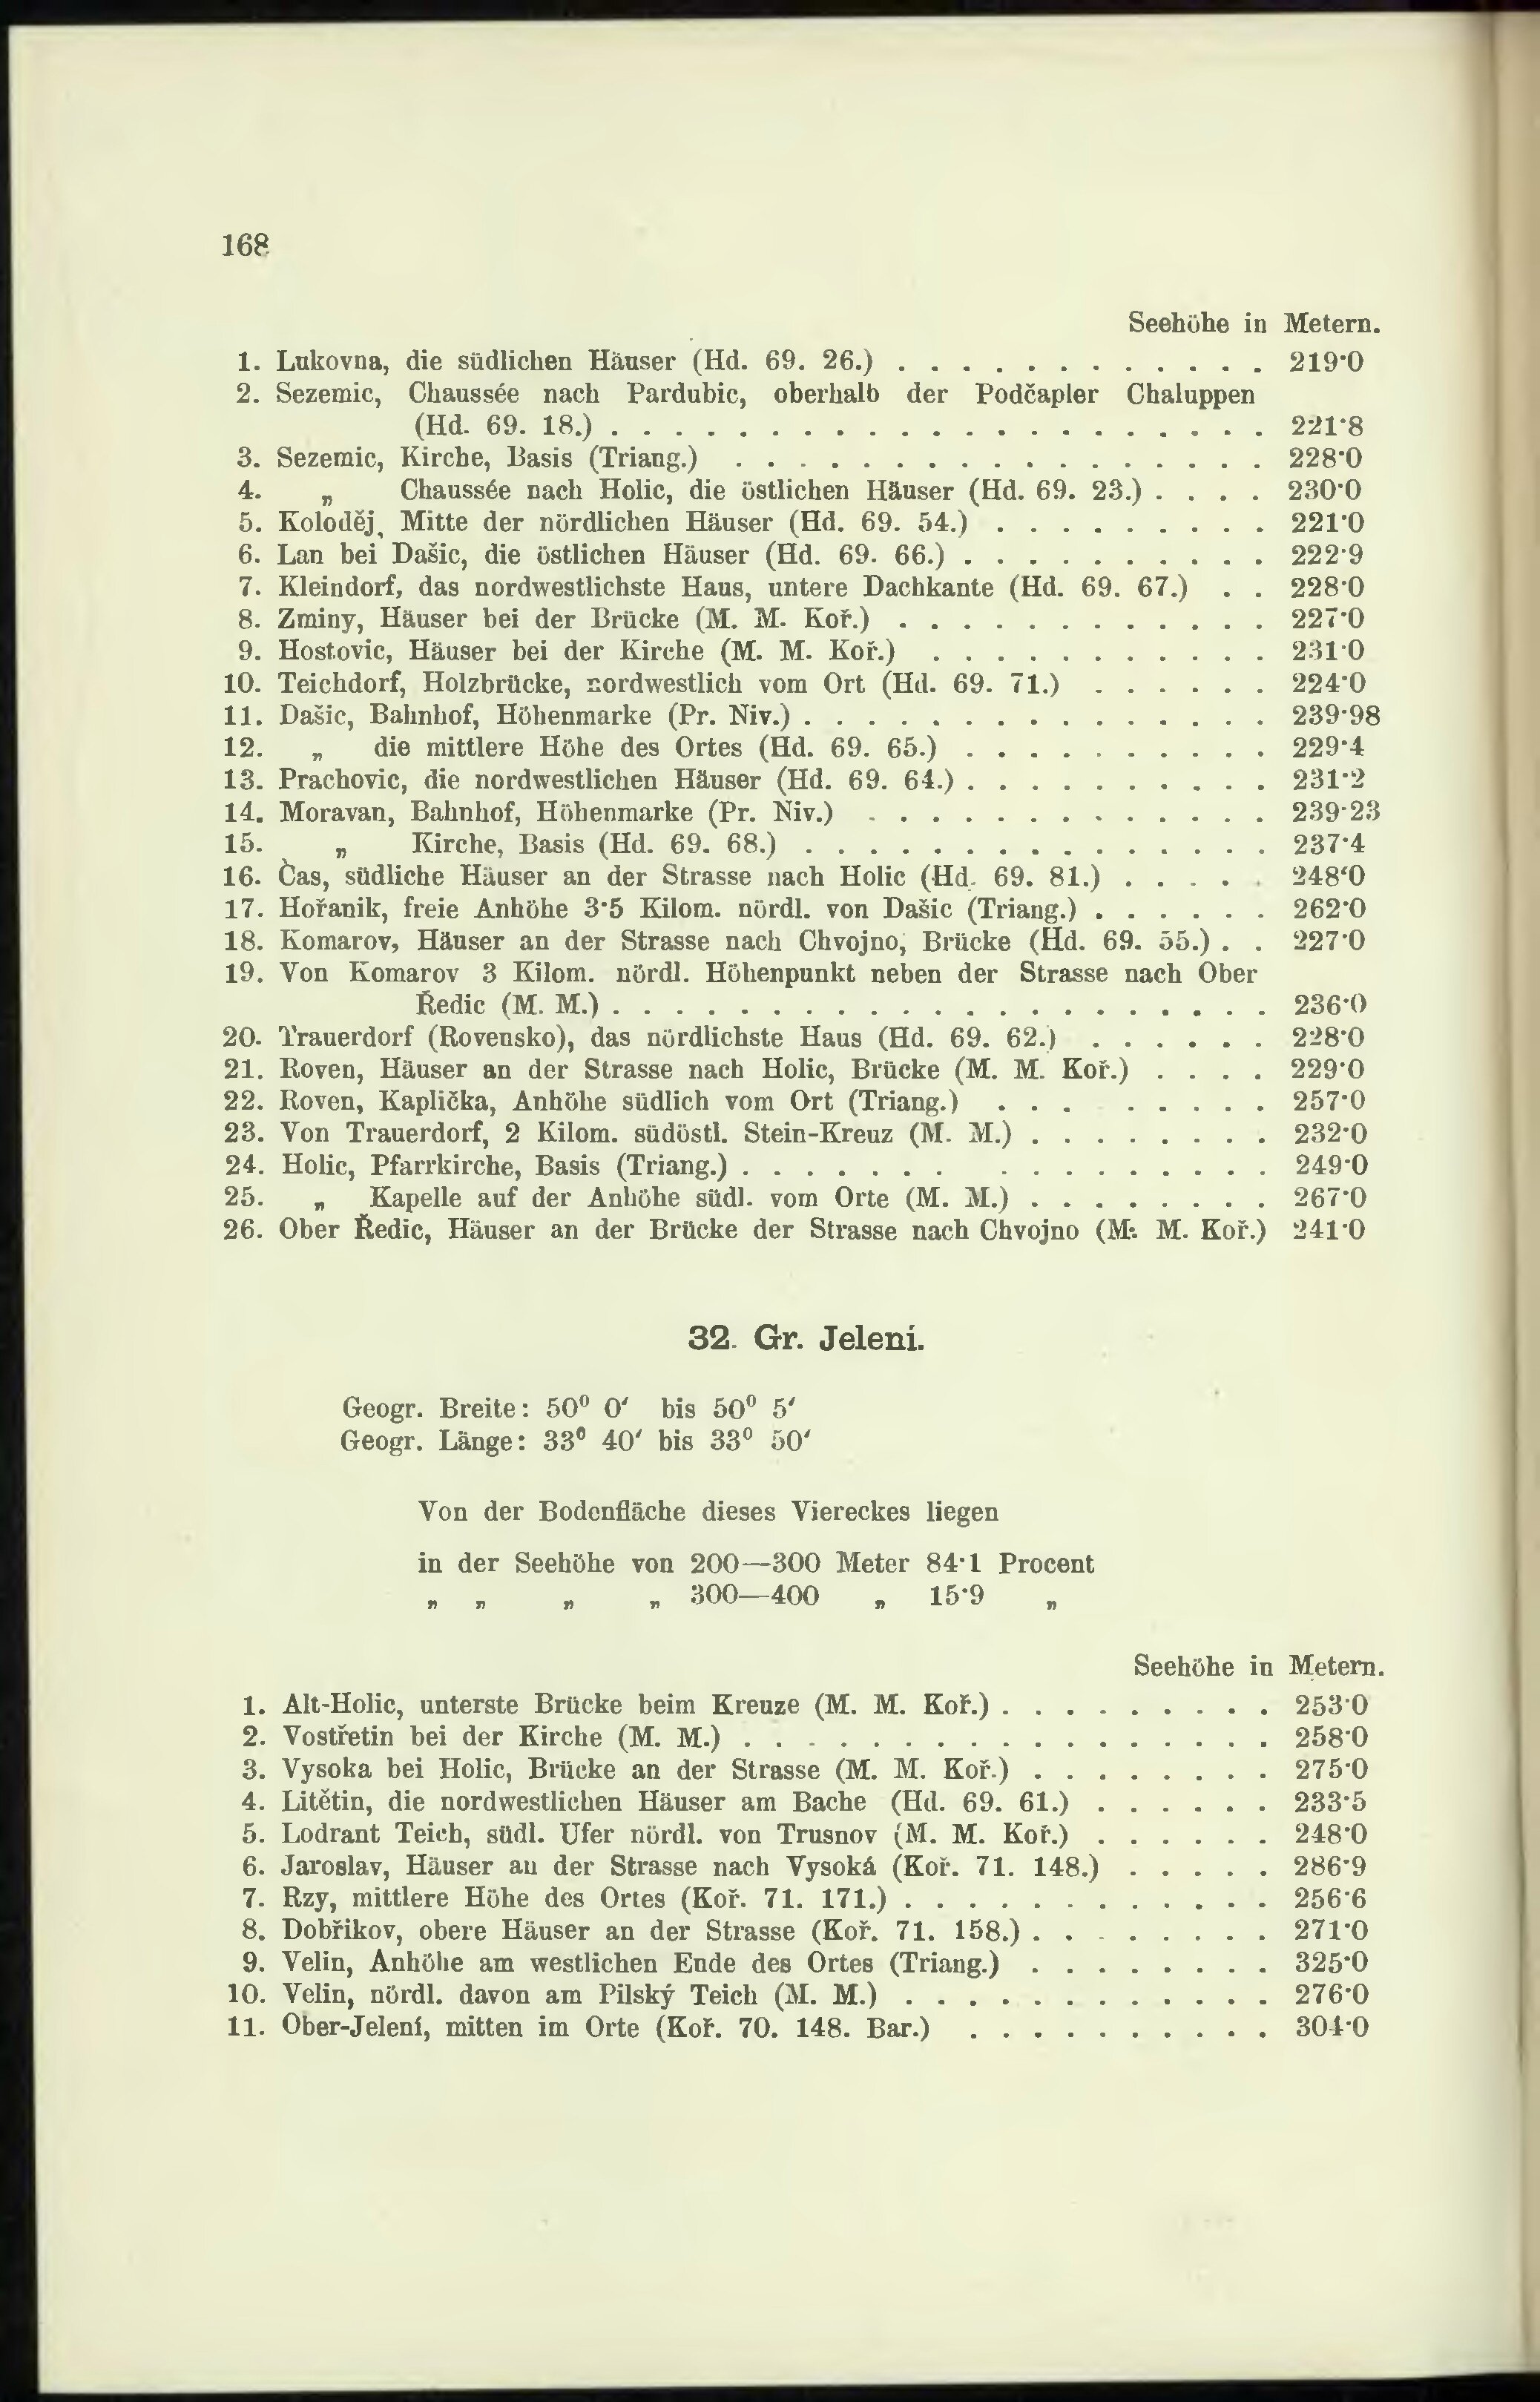 168
Seehöhe in Metern.
1. Lukovna, die südlichen Häuser (Hd. 69. 26.) . . . . . . . . . . . . 219·0
2. Sezemic, Chaussée nach Pardubic, oberhalb der Podčapler Chaluppen
(Hd. 69. 18.) . . . . . . . . . . . . . . . . . . . . . 221·8
3. Sezemic, Kirche, Basis (Triang.) . . . . . . . . . . . . . . . . . 228·0
4. „ Chaussée nach Holic, die östlichen Häuser (Hd. 69. 23.) . . . . 230·0
5. Koloděj, Mitte der nördlichen Häuser (Hd. 69. 54.) . . . . . . . . . 221·0
6. Lan bei Dašic, die östlichen Häuser (Hd. 69. 66.) . . . . . . . . . . 222·9
7. Kleindorf, das nordwestlichste Haus, untere Dachkante (Hd. 69. 67.) . . 228·0
8. Zminy, Häuser bei der Brücke (M. M. Koř.) . . . . . . . . . . . . 227·0
9. Hostovic, Häuser bei der Kirche (M. M. Koř.) . . . . . . . . . . . 231·0
10. Teichdorf, Holzbrücke, nordwestlich vom Ort (Hd. 69. 71.) . . . . . . 224·0
11. Dašic, Bahnhof, Höhenmarke (Pr. Niv.) . . . . . . . . . . . . . . . 239·98
12. „ die mittlere Höhe des Ortes (Hd. 69. 65.) . . . . . . . . . . 229·4
13. Prachovic, die nordwestlichen Häuser (Hd. 69. 64.) . . . . . . . . . . 231·2
14. Moravan, Bahnhof, Höhenmarke (Pr. Niv.) . . . . . . . . . . . . . 239·23
15. „ Kirche, Basis (Hd. 69. 68.) . . . . . . . . . . . . . . . 237·4
16. Čas, südliche Häuser an der Strasse nach Holic (Hd. 69. 81.) . . . . . 248·0
17. Hořanik, freie Anhöhe 3·5 Kilom. nördl. von Dašic (Triang.) . . . . . . 262·0
18. Komarov, Häuser an der Strasse nach Chvojno, Brücke (Hd. 69. 55.) . . 227·0
19. Von Komarov 3 Kilom. nördl. Höhenpunkt neben der Strasse nach Ober
Ředic (M. M.) . . . . . . . . . . . . . . . . . . . . . 236·0
20. Trauerdorf (Rovensko), das nördlichste Haus (Hd. 69. 62.) . . . . . . 228·0
21. Roven, Häuser an der Strasse nach Holic, Brücke (M. M. Koř.) . . . . 229·0
22. Roven, Kaplička, Anhöhe südlich vom Ort (Triang.) . . . . . . . . . 257·0
23. Von Trauerdorf, 2 Kilom. südöstl. Stein-Kreuz (M. M.) . . . . . . . . 232·0
24. Holic, Pfarrkirche, Basis (Triang.) . . . . . . . . . . . . . . . . 249·0
25. „ Kapelle auf der Anhöhe südl. vom Orte (M. M.) . . . . . . . . 267·0
26. Ober Ředic, Häuser an der Brücke der Strasse nach Chvojno (M. M. Koř.) 241·0
32. Gr. Jelení.
Geogr. Breite: 50⁰ 0′ bis 50⁰ 5′
Geogr. Länge: 33⁰ 40′ bis 33⁰ 50′
Von der Bodenfläche dieses Viereckes liegen
in der Seehöhe von 200—300 Meter 84·1 Procent
„ „ „ „ 300—400 „ 15·9 „
Seehöhe in Metern.
1. Alt-Holic, unterste Brücke beim Kreuze (M. M. Koř.) . . . . . . . . . 253·0
2. Vostřetin bei der Kirche (M. M.) . . . . . . . . . . . . . . . . . 258·0
3. Vysoka bei Holic, Brücke an der Strasse (M. M. Koř.) . . . . . . . . 275·0
4. Litětin, die nordwestlichen Häuser am Bache (Hd. 69. 61.) . . . . . . 233·5
5. Lodrant Teich, südl. Ufer nördl. von Trusnov (M. M. Koř.) . . . . . . 248·0
6. Jaroslav, Häuser an der Strasse nach Vysoká (Koř. 71. 148.) . . . . . 286·9
7. Rzy, mittlere Höhe des Ortes (Koř. 71. 171.) . . . . . . . . . . . . 256·6
8. Dobřikov, obere Häuser an der Strasse (Koř. 71. 158.) . . . . . . . . 271·0
9. Velin, Anhöhe am westlichen Ende des Ortes (Triang.) . . . . . . . . 325·0
10. Velin, nördl. davon am Pilský Teich (M. M.) . . . . . . . . . . . . 276·0
11. Ober-Jelení, mitten im Orte (Koř. 70. 148. Bar.) . . . . . . . . . . 304·0